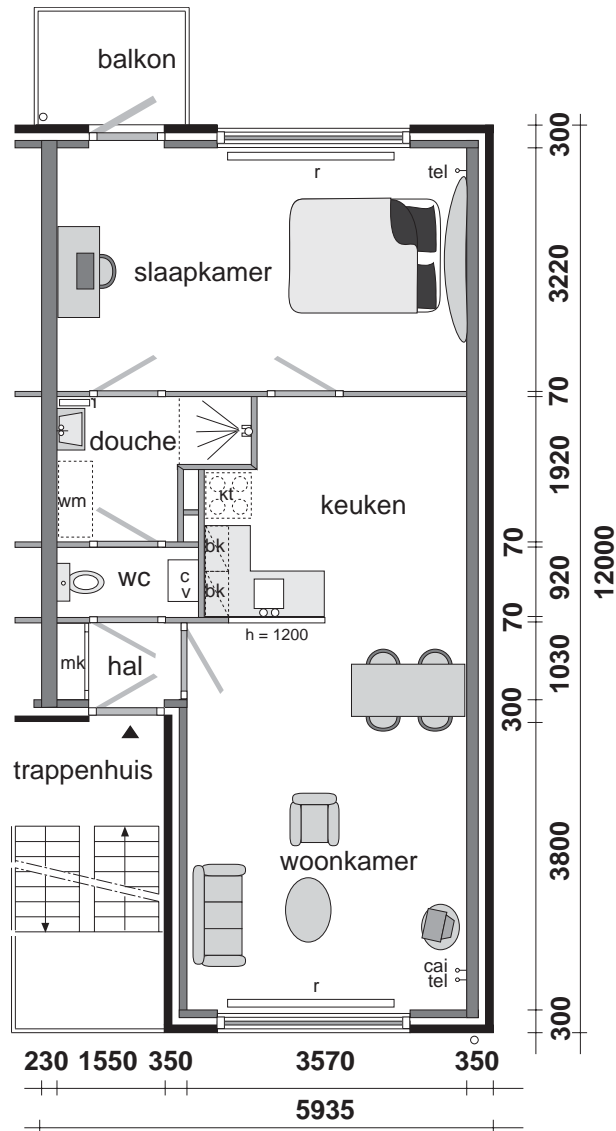 balkon
r
tel
slaapkamer
douche
wm
kt
keuken
bk
wc
c
v
bk
h = 1200
mk
hal
trappenhuis
woonkamer
cai
tel
r
300
3220
70
1920
70
920
70
1030
300
3800
300
12000
230 1550 350 3570 350
5935